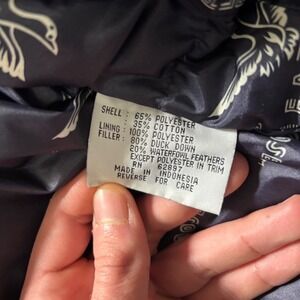 SHELL : 65% POLYESTER
35% COTTON
LINING : 100% POLYESTER
FILLER : 80% DUCK DOWN
20% WATERFOWL FEATHERS
EXCEPT POLYESTER IN TRIM
RN 62897
MADE IN INDONESIA
REVERSE FOR CARE